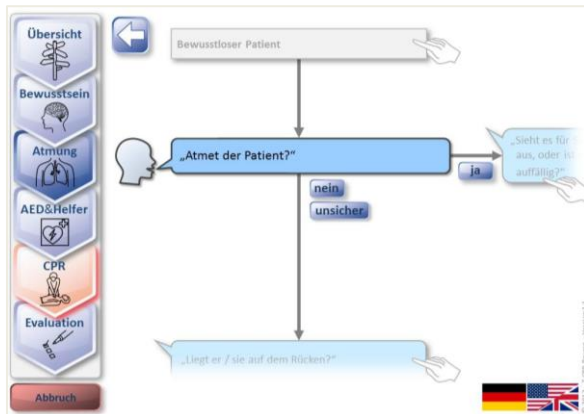 Übersicht
Bewusstsein
Atmung
AED&Helfer
CPR
Evaluation
Abbruch
Bewusstloser Patient
„Atmet der Patient?“
ja
nein
unsicher
„Sieht es für
aus, oder ist
auffällig?“
„Liegt er / sie auf dem Rücken?“